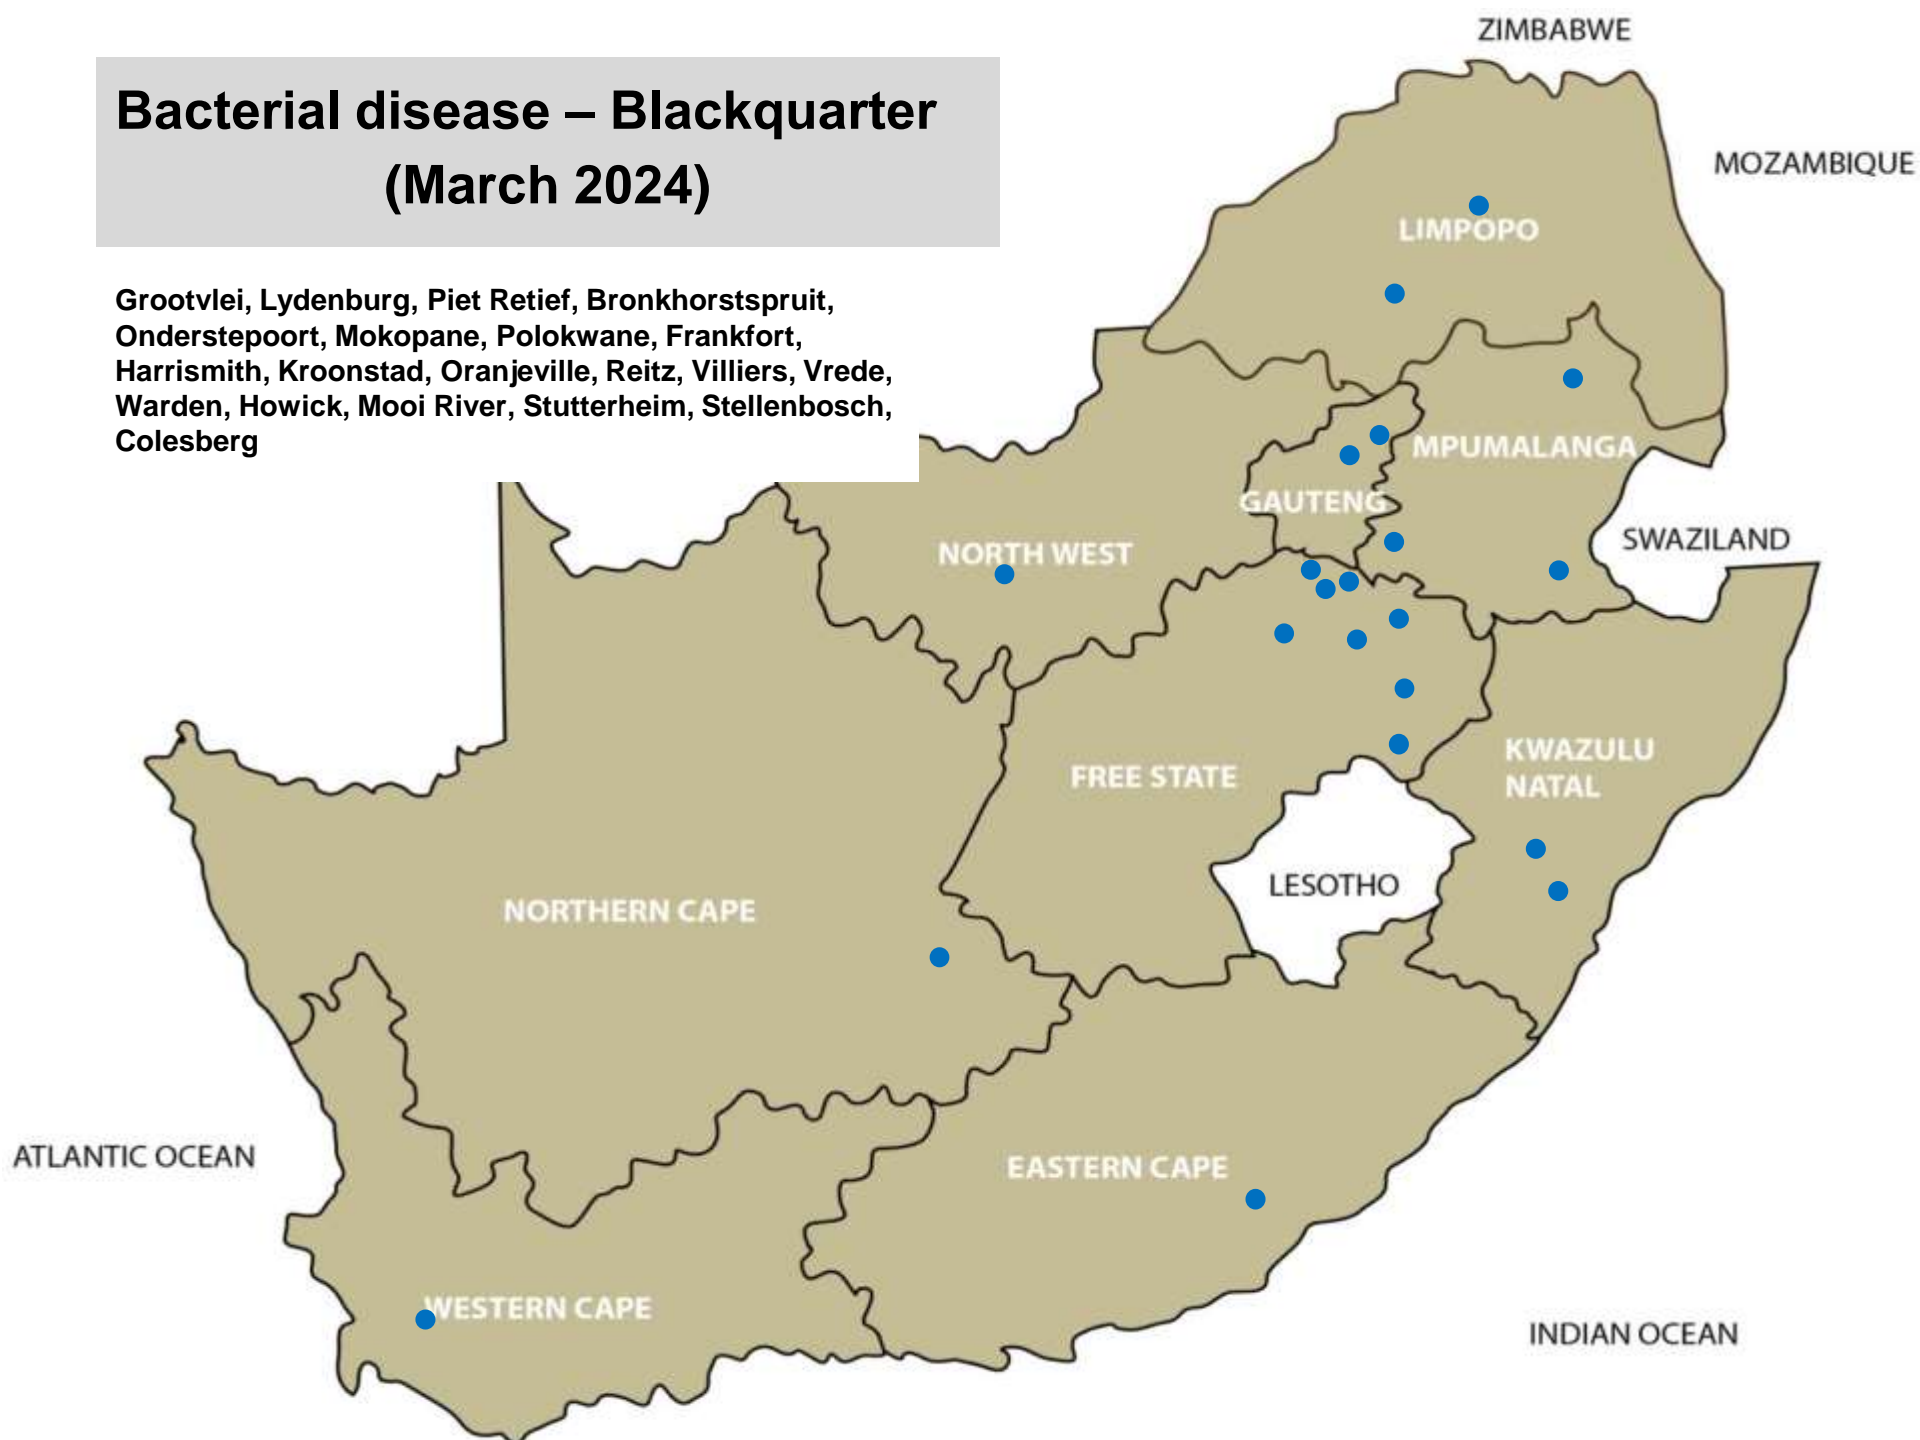 Bacterial disease – Blackquarter
(March 2024)
Grootvlei, Lydenburg, Piet Retief, Bronkhorstspruit,
Onderstepoort, Mokopane, Polokwane, Frankfort,
Harrismith, Kroonstad, Oranjeville, Reitz, Villiers, Vrede,
Warden, Howick, Mooi River, Stutterheim, Stellenbosch,
Colesberg
ZIMBABWE
MOZAMBIQUE
LIMPOPO
MPUMALANGA
GAUTENG
SWAZILAND
NORTH WEST
KWAZULU
NATAL
FREE STATE
LESOTHO
NORTHERN CAPE
ATLANTIC OCEAN
EASTERN CAPE
WESTERN CAPE
INDIAN OCEAN